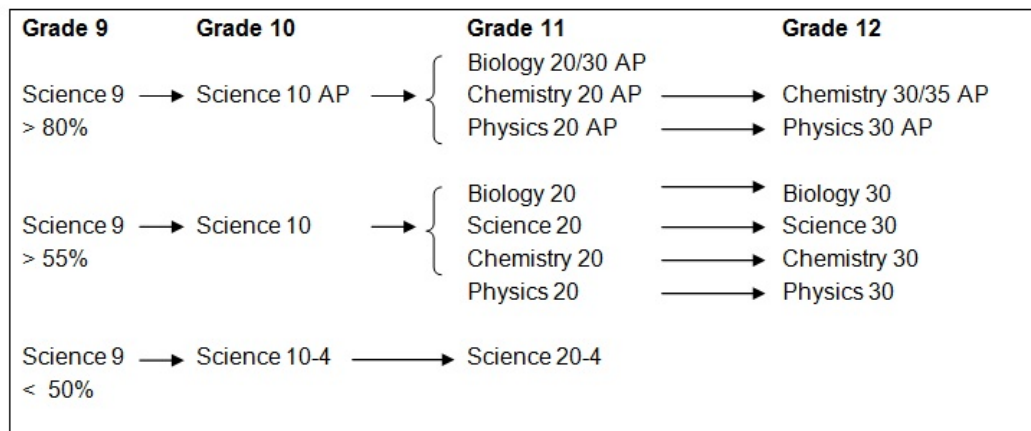 Grade 9 Grade 10 Grade 11 Grade 12
Biology 20/30 AP
Science 9 Science 10 AP Chemistry 20 AP Chemistry 30/35 AP
> 80% Physics 20 AP Physics 30 AP
Biology 20 Biology 30
Science 9 Science 10 Science 20 Science 30
> 55% Chemistry 20 Chemistry 30
Physics 20 Physics 30
Science 9 Science 10-4 Science 20-4
< 50%